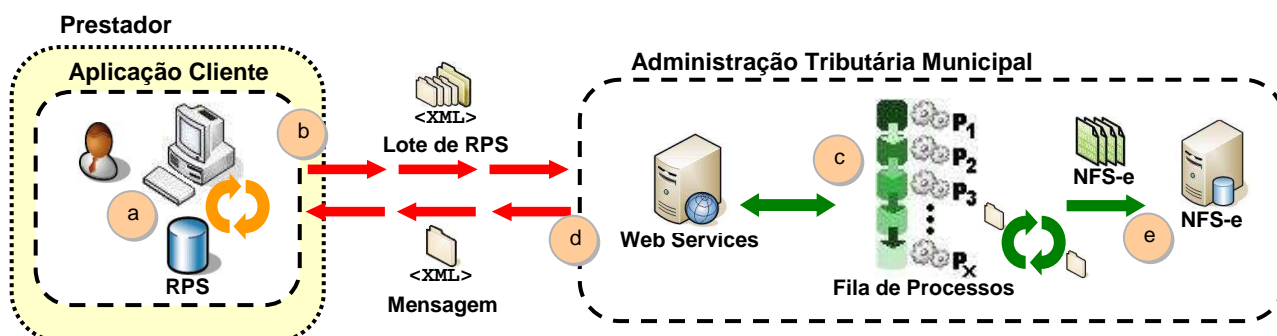 Prestador
Aplicação Cliente
a
RPS
b
<XML>
Lote de RPS
<XML>
Mensagem
d
Administração Tributária Municipal
Web Services
c
P1
P2
P3
Px
Fila de Processos
NFS-e
e
NFS-e